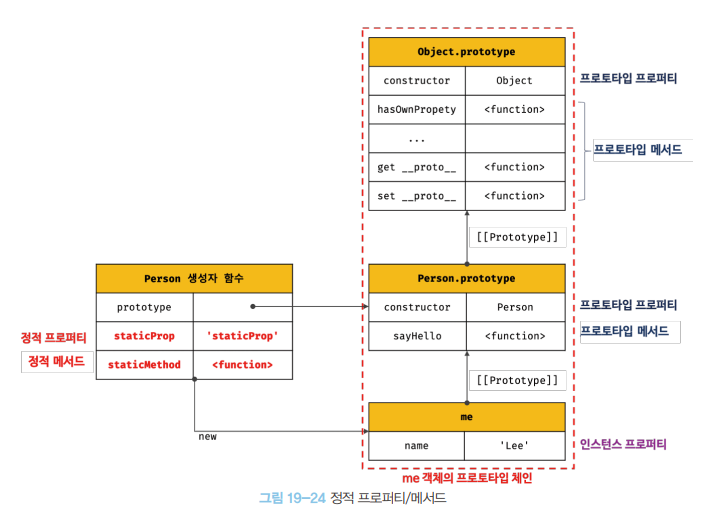 Object.prototype
constructor Object 프로토타입 프로퍼티
hasOwnPropety <function>
... 프로토타입 메서드
get __proto__ <function>
set __proto__ <function>
[[Prototype]]
Person 생성자 함수 Person.prototype
prototype constructor Person 프로토타입 프로퍼티
정적 프로퍼티 staticProp 'staticProp' sayHello <function> 프로토타입 메서드
정적 메서드 staticMethod <function>
[[Prototype]]
me
new
name 'Lee' 인스턴스 프로퍼티
me 객체의 프로토타입 체인
그림 19-24 정적 프로퍼티/메서드